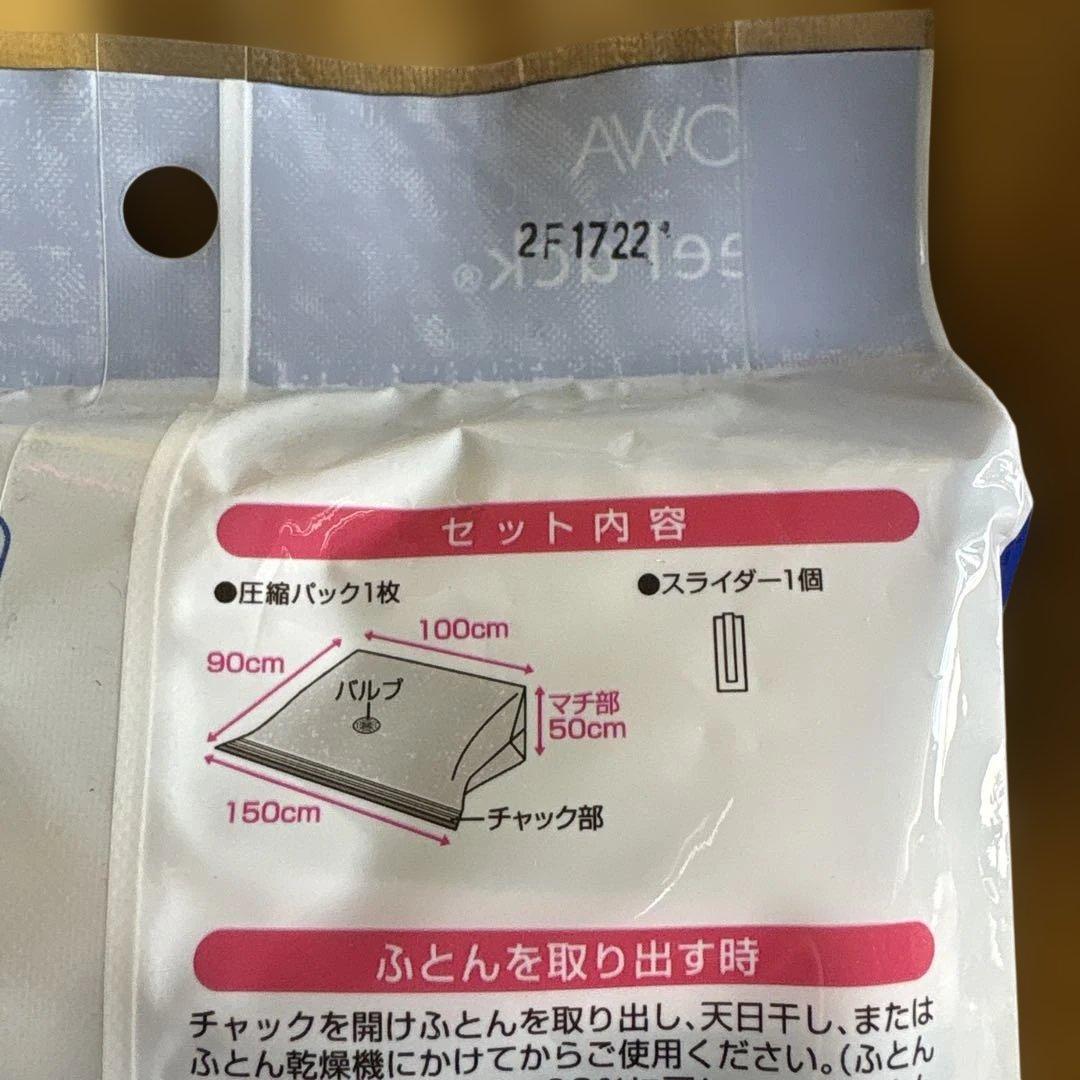 OWA
2F1722
eePack®
セット内容
●圧縮パック1枚
●スライダー1個
100cm
90cm
バルブ
マチ部
50cm
150cm
チャック部
ふとんを取り出す時
チャックを開けふとんを取り出し、天日干し、または
ふとん乾燥機にかけてからご使用ください。(ふとん